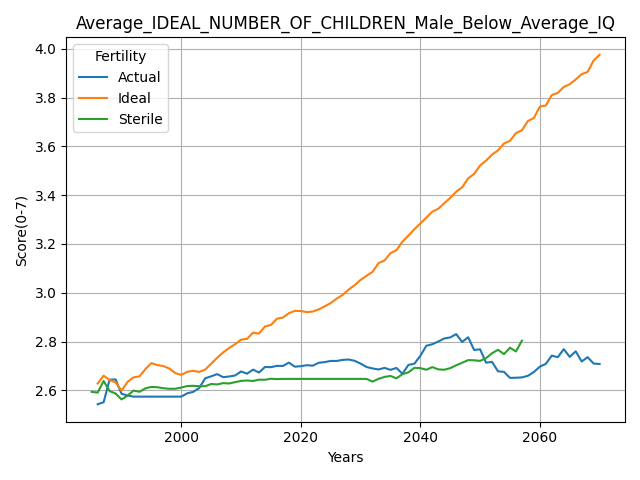 Average_IDEAL_NUMBER_OF_CHILDREN_Male_Below_Average_IQ
Fertility
Actual
Ideal
Sterile
4.0
3.8
3.6
3.4
3.2
3.0
2.8
2.6
Score(0-7)
2000
2020
2040
2060
Years